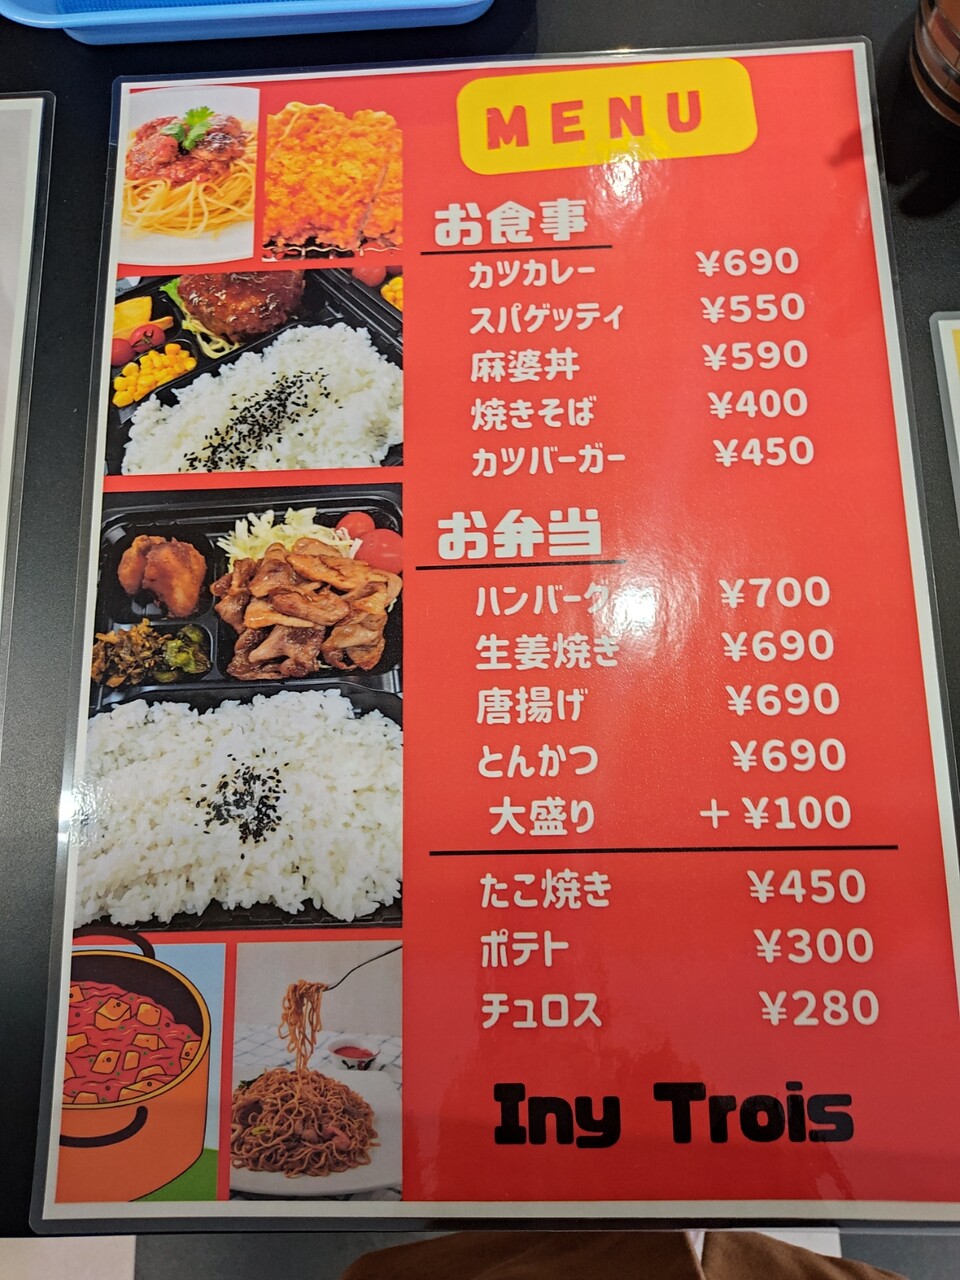 MENU
お食事
カツカレー ¥690
スパゲッティ ¥550
麻婆丼 ¥590
焼きそば ¥400
カツバーガー ¥450
お弁当
ハンバーグ ¥700
生姜焼き ¥690
唐揚げ ¥690
とんかつ ¥690
大盛り +¥100
たこ焼き ¥450
ポテト ¥300
チュロス ¥280
Iny Trois